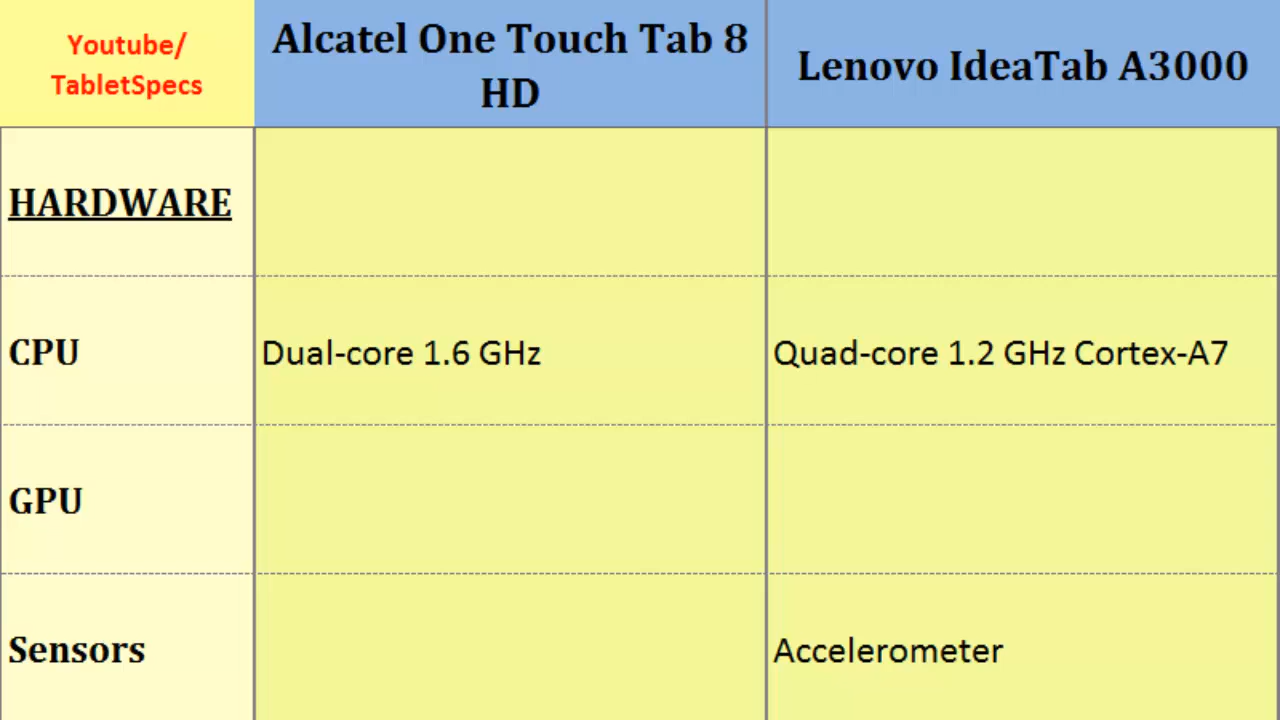 Youtube/
TabletSpecs
Alcatel One Touch Tab 8
HD
Lenovo IdeaTab A3000
HARDWARE
CPU
Dual-core 1.6 GHz
Quad-core 1.2 GHz Cortex-A7
GPU
Sensors
Accelerometer